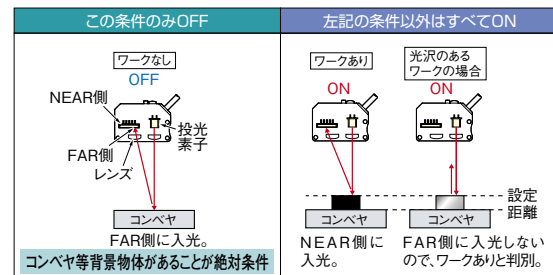 この条件のみOFF
ワークなし
OFF
NEAR側
投光
素子
FAR側
レンズ
コンベヤ
FAR側に入光。
コンベヤ等背景物体があることが絶対条件
左記の条件以外はすべてON
ワークあり
ON
コンベヤ
NEAR側に
入光。
光沢のある
ワークの場合
ON
設定
距離
コンベヤ
FAR側に入光しない
ので、ワークありと判別。